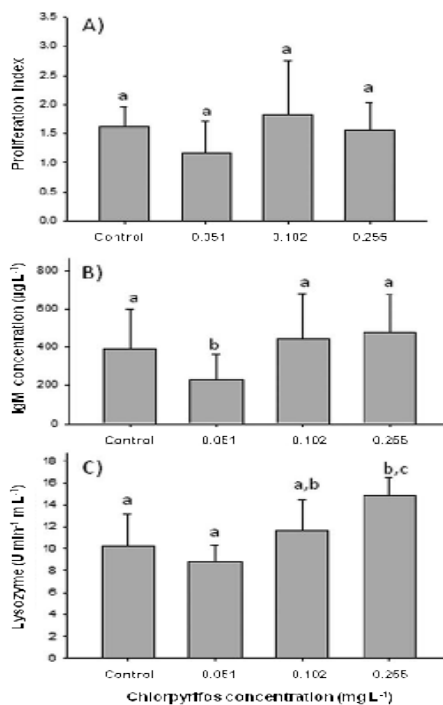 A)
Proliferation Index
3.5
3.0
2.5
2.0
1.5
1.0
0.5
0.0
a
a
a
a
Control
0.051
0.102
0.255
B)
IgM concenration (µg L-1)
800
600
400
200
0
a
b
a
a
Control
0.051
0.102
0.255
C)
Lysozyme (U min-1 m L-1)
18
16
14
12
10
8
6
4
2
0
a
a
a,b
b,c
Control
0.051
0.102
0.255
Chlorpyrifos concentration (mg L-1)